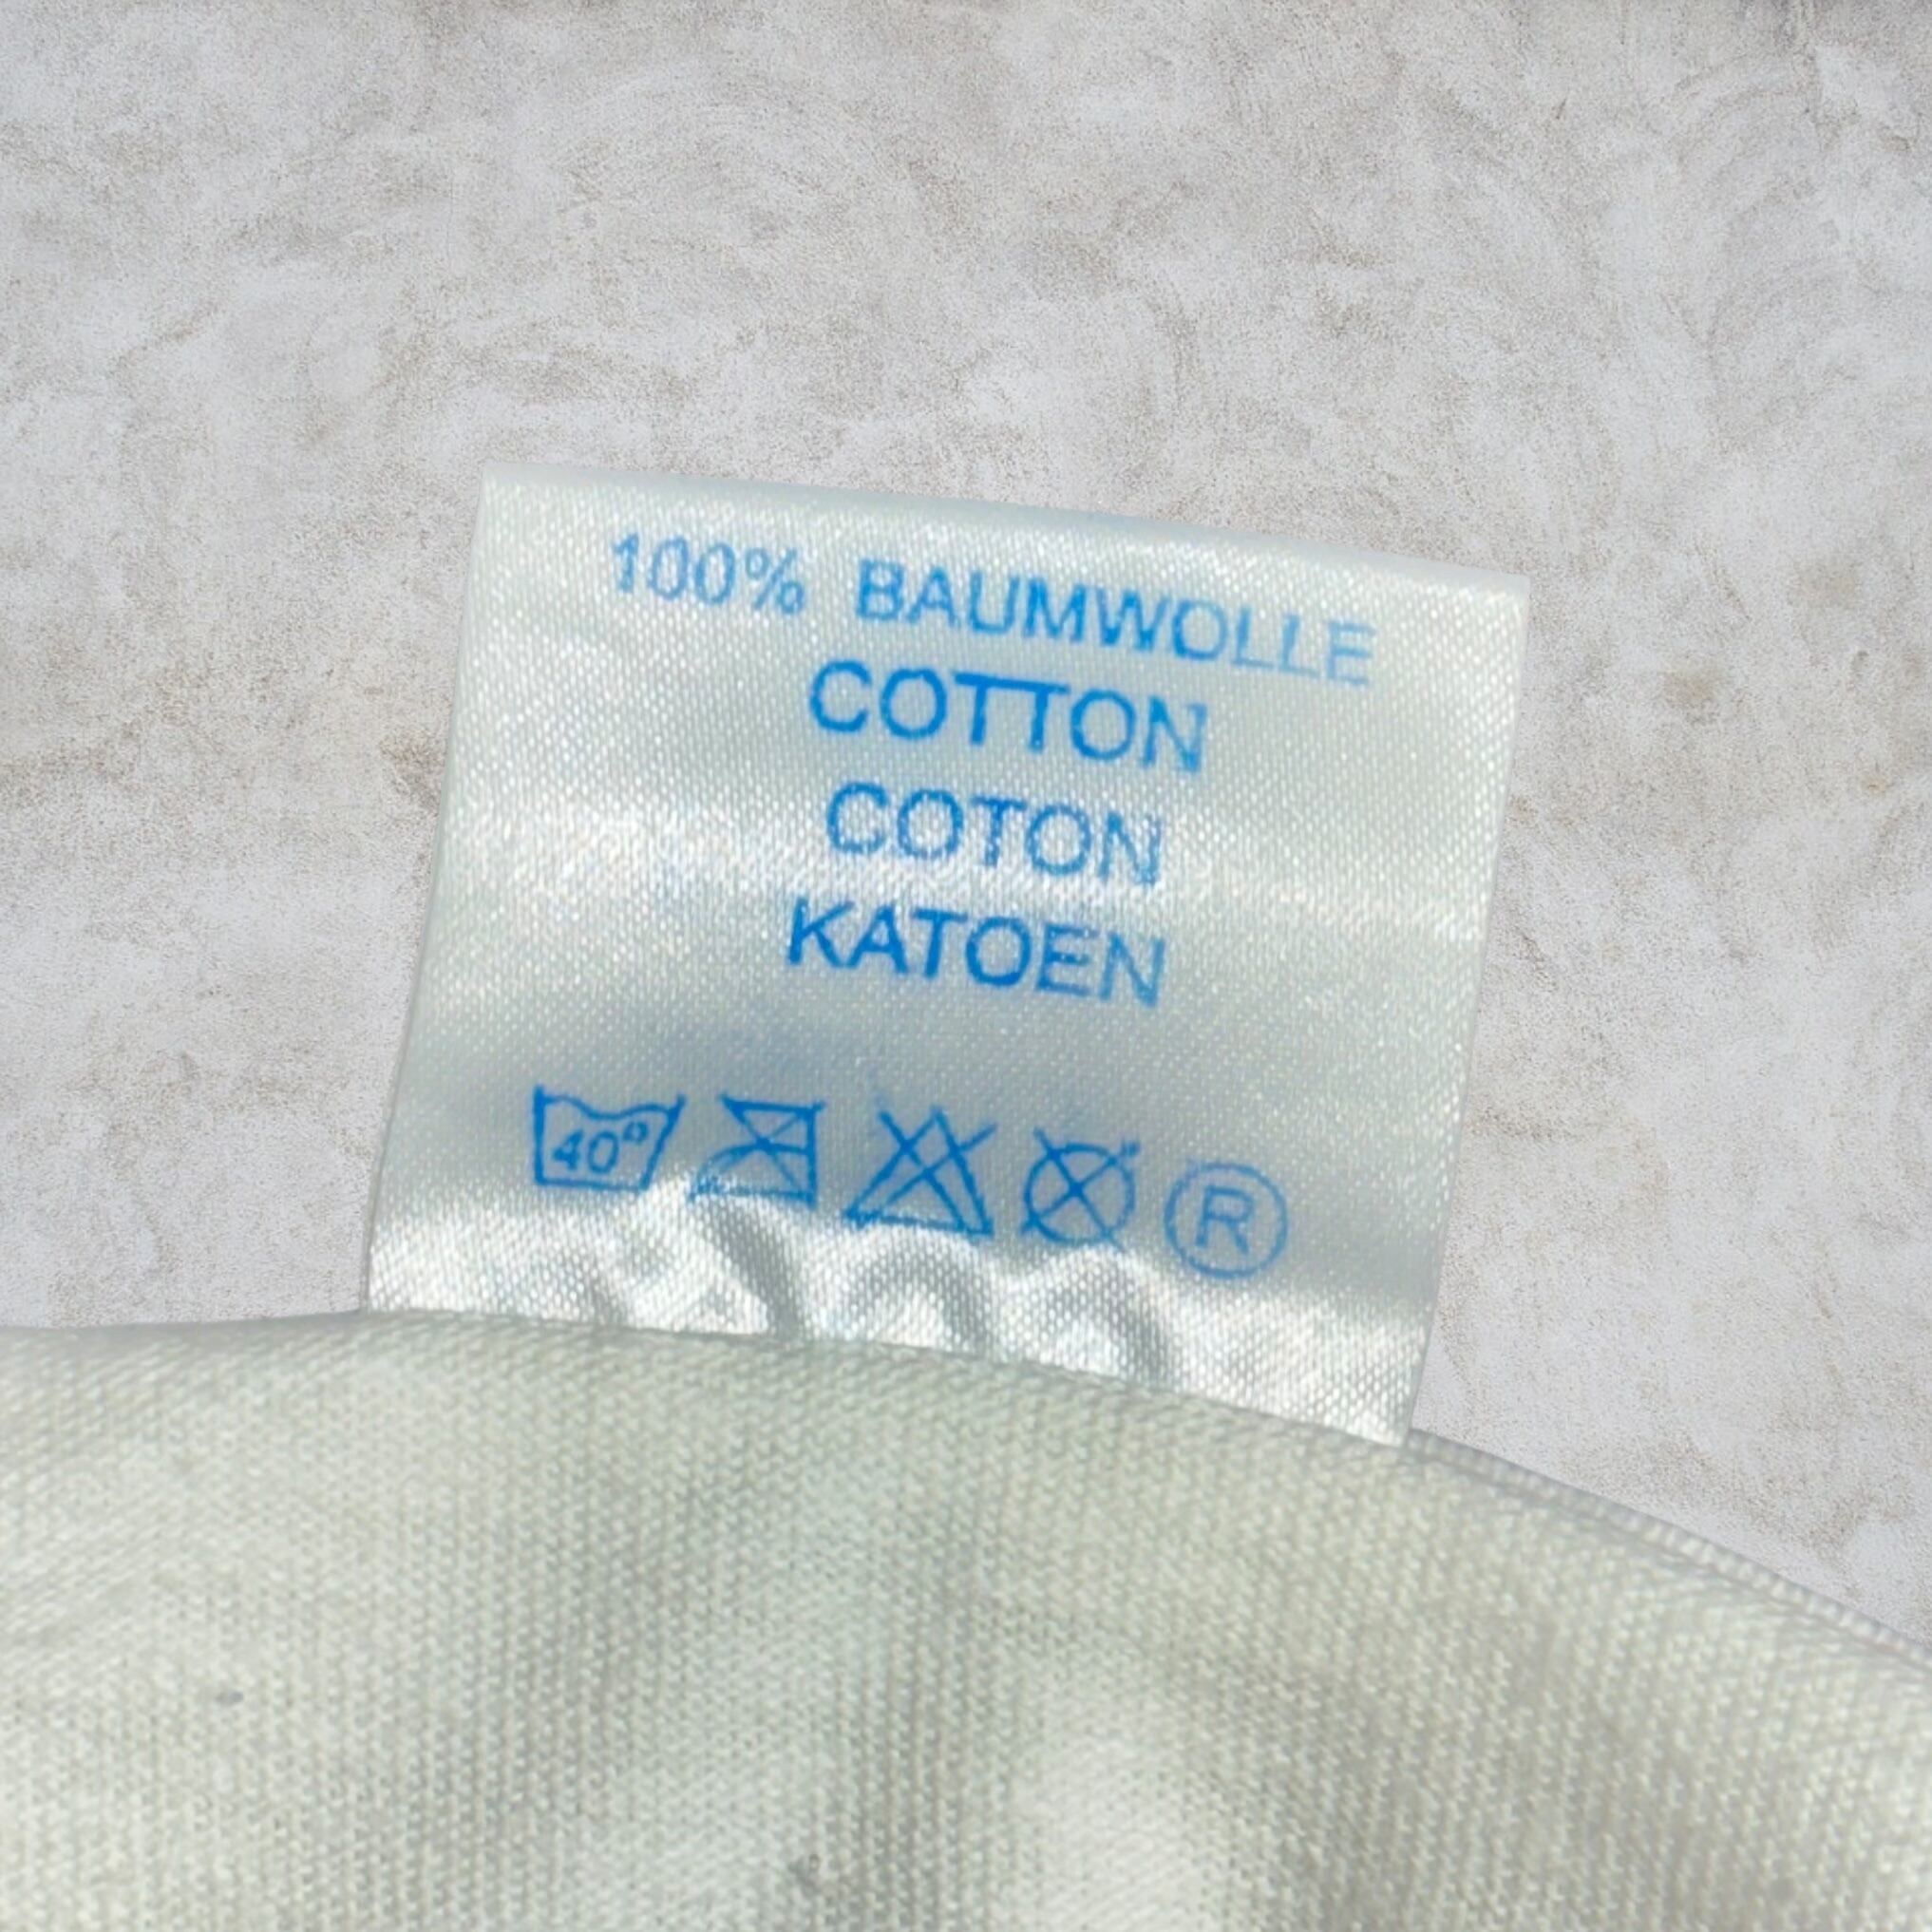 100% BAUMWOLLE
COTTON
COTON
KATOEN
40° R